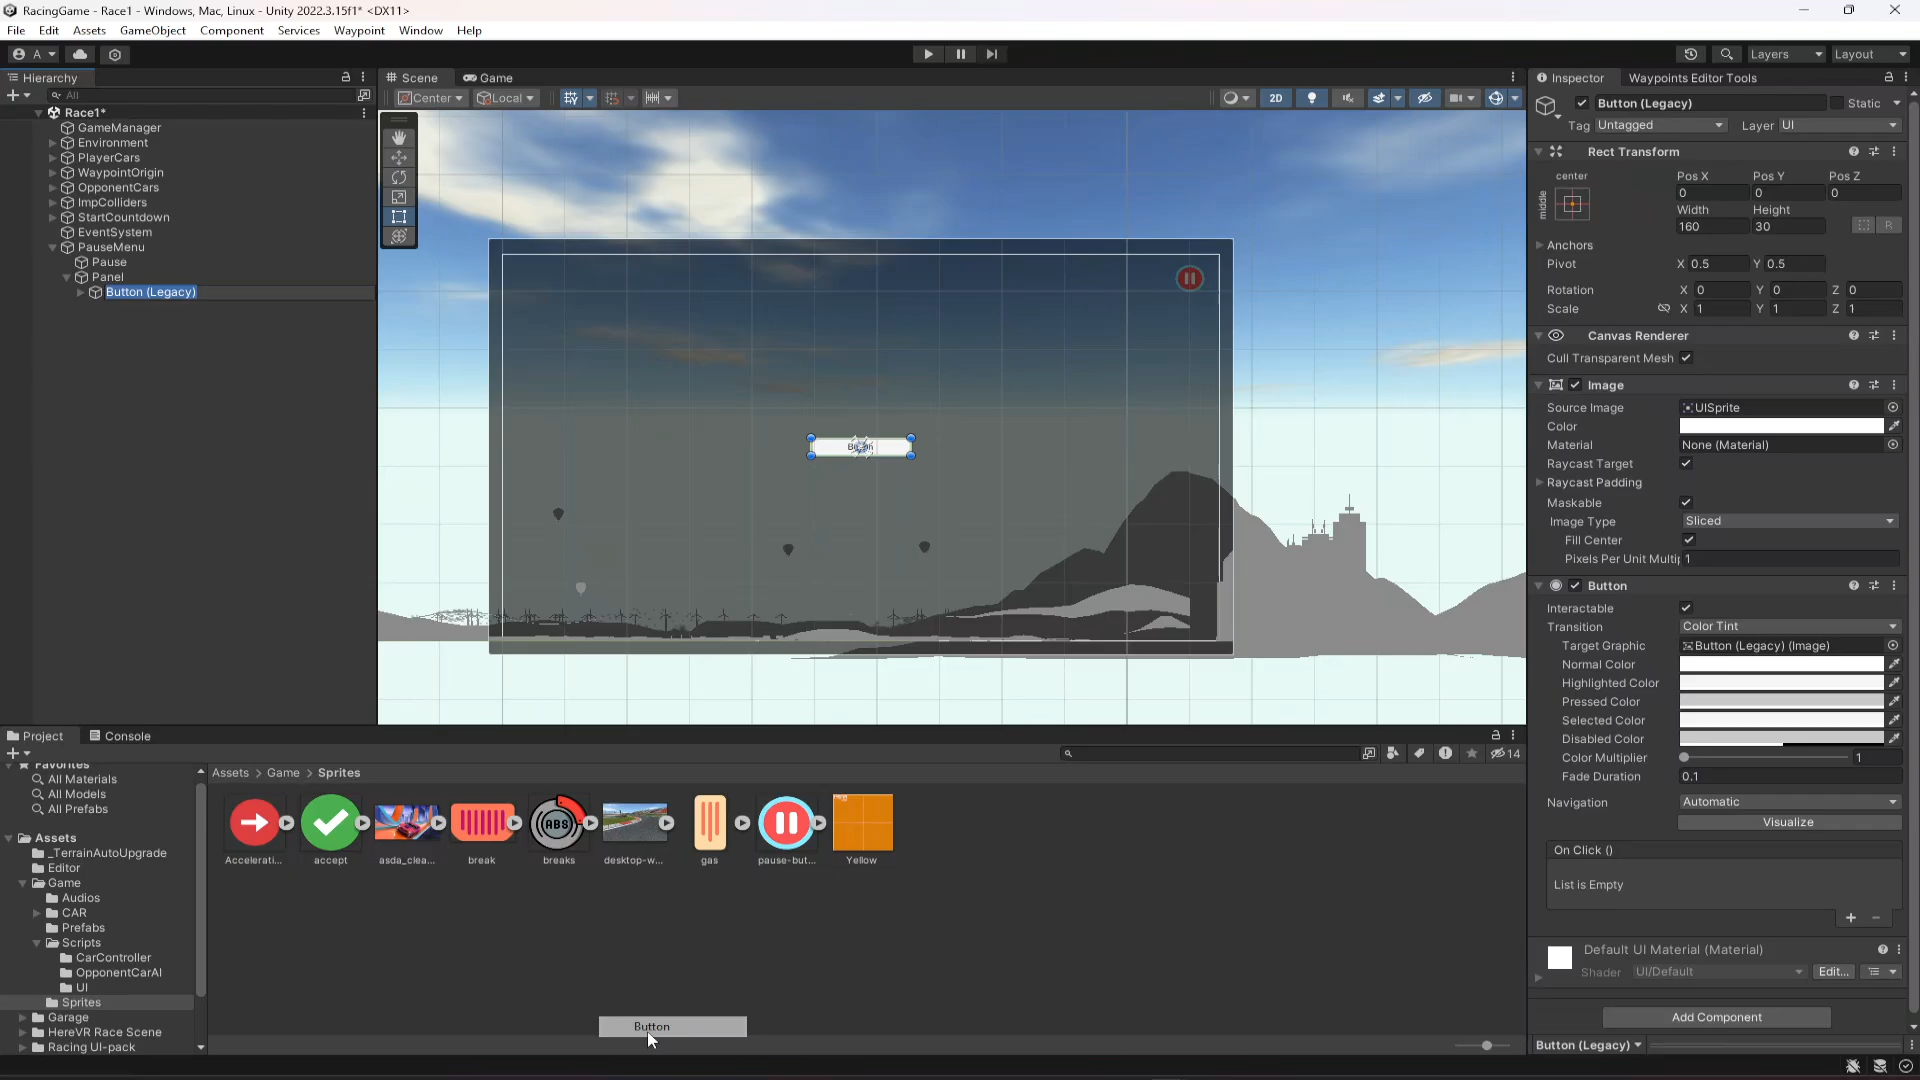 RacingGame - Race1 - Windows, Mac, Linux - Unity 2022.3.15f1* <DX11>
File Edit Assets GameObject Component Services Waypoint Window Help
A Layers Layout
Hierarchy
All
Race1*
GameManager
Environment
PlayerCars
WaypointOrigin
OpponentCars
ImpColliders
StartCountdown
EventSystem
PauseMenu
Pause
Panel
Button (Legacy)
Scene Game
Center Local 2D
Inspector Waypoints Editor Tools
Button (Legacy) Static
Tag Untagged Layer UI
Rect Transform
center Pos X Pos Y Pos Z
middle 0 0 0
Width Height
160 30 R
Anchors
Pivot X 0.5 Y 0.5
Rotation X 0 Y 0 Z 0
Scale X 1 Y 1 Z 1
Canvas Renderer
Cull Transparent Mesh
Image
Source Image UISprite
Color
Material None (Material)
Raycast Target
Raycast Padding
Maskable
Image Type Sliced
Fill Center
Pixels Per Unit Multip 1
Button
Interactable
Transition Color Tint
Target Graphic Button (Legacy) (Image)
Normal Color
Highlighted Color
Pressed Color
Selected Color
Disabled Color
Color Multiplier 1
Fade Duration 0.1
Navigation Automatic
Visualize
On Click ()
List is Empty
+ −
Default UI Material (Material)
Shader UI/Default Edit...
Add Component
Button (Legacy)
Project Console
14
Favorites
All Materials
All Models
All Prefabs
Assets
_TerrainAutoUpgrade
Editor
Game
Audios
CAR
Prefabs
Scripts
CarController
OpponentCarAI
UI
Sprites
Garage
HereVR Race Scene
Racing UI-pack
Assets > Game > Sprites
ABS
Accelerati... accept asda_clea... break breaks desktop-w... gas pause-but... Yellow
Button